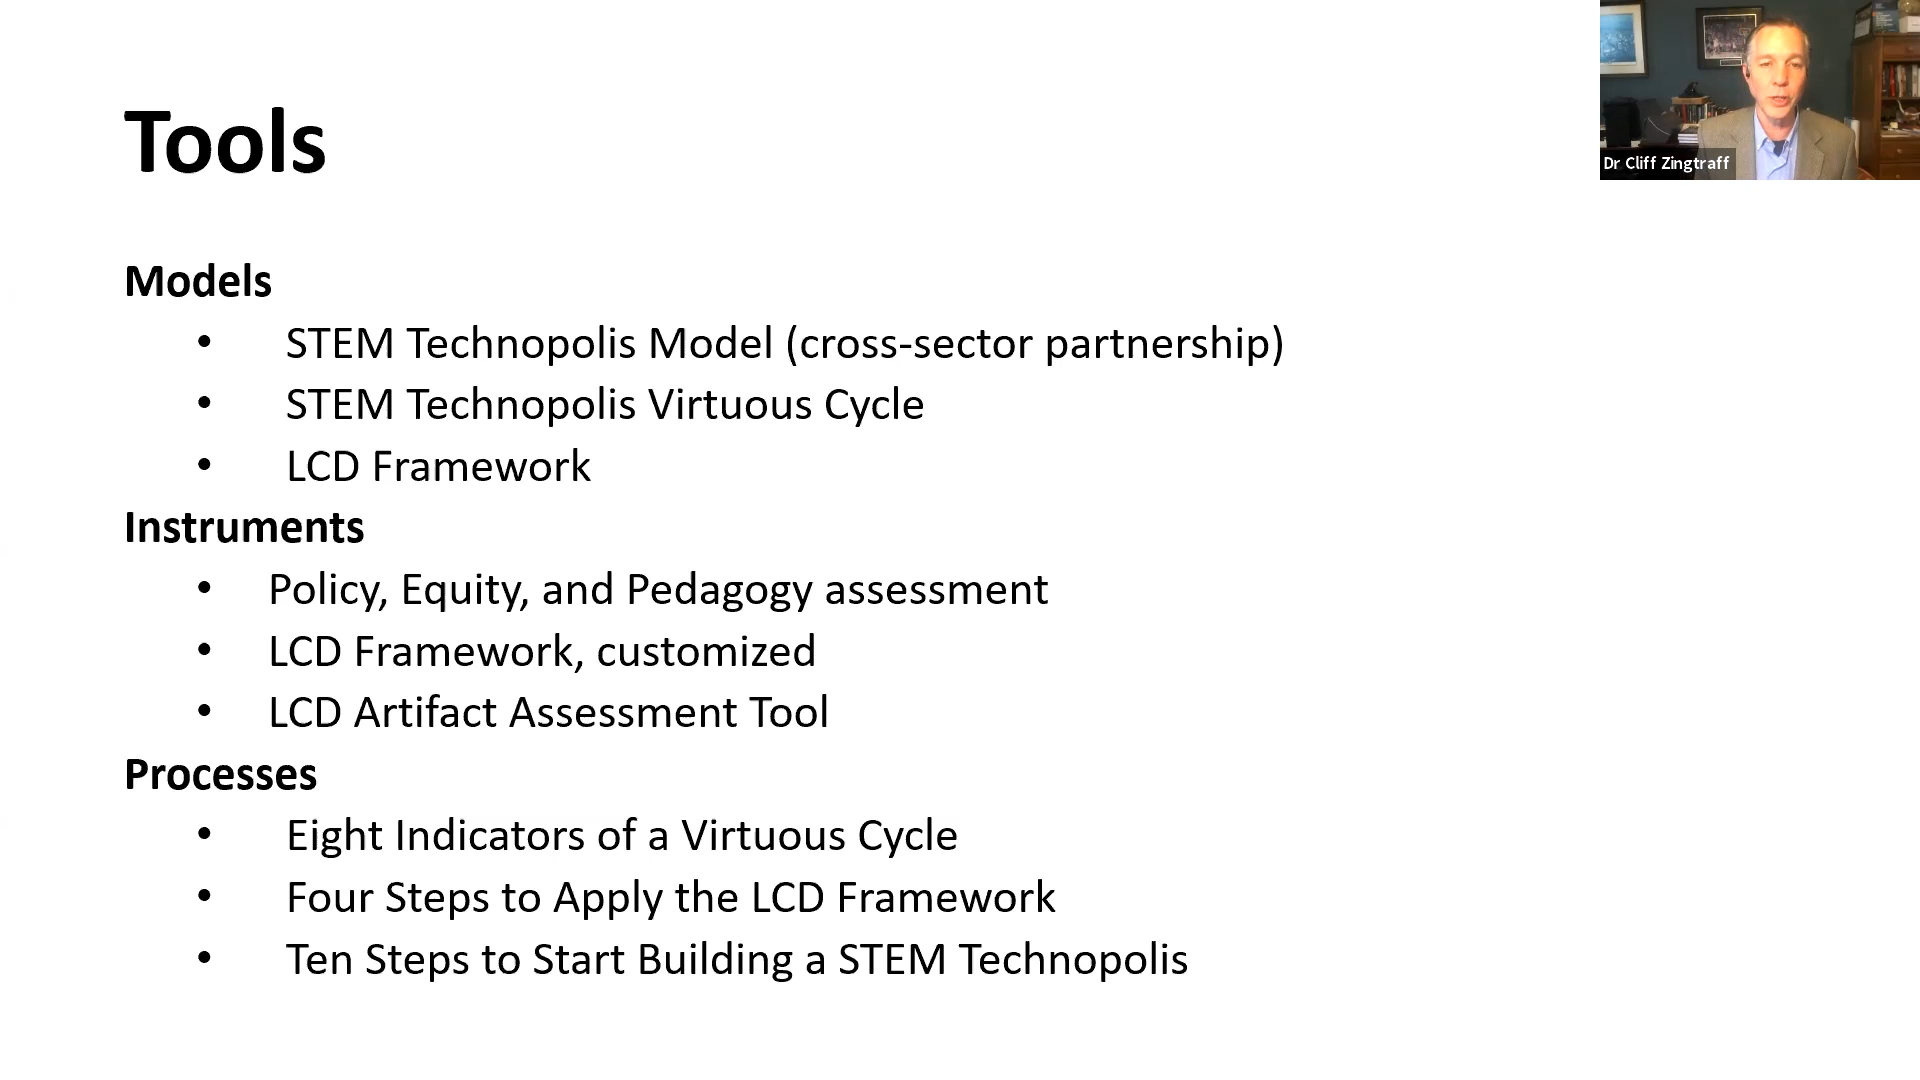 Tools
Dr Cliff Zingtraff
Models
• STEM Technopolis Model (cross-sector partnership)
• STEM Technopolis Virtuous Cycle
• LCD Framework
Instruments
• Policy, Equity, and Pedagogy assessment
• LCD Framework, customized
• LCD Artifact Assessment Tool
Processes
• Eight Indicators of a Virtuous Cycle
• Four Steps to Apply the LCD Framework
• Ten Steps to Start Building a STEM Technopolis